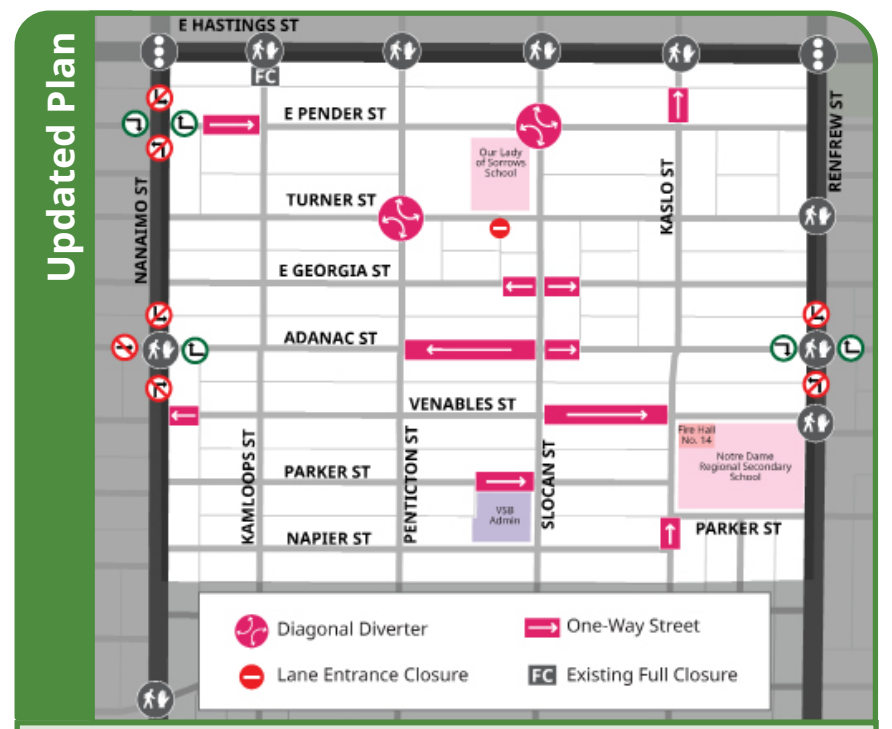 Updated Plan
E HASTINGS ST
FC
E PENDER ST
Our Lady
of Sorrows
School
RENFREW ST
KASLO ST
NANAIMO ST
TURNER ST
E GEORGIA ST
ADANAC ST
VENABLES ST
Fire Hall
No. 14
Notre Dame
Regional Secondary
School
KAMLOOPS ST
PENTICTON ST
SLOCAN ST
PARKER ST
VSB
Admin
PARKER ST
NAPIER ST
Diagonal Diverter
One-Way Street
Lane Entrance Closure
FC
Existing Full Closure